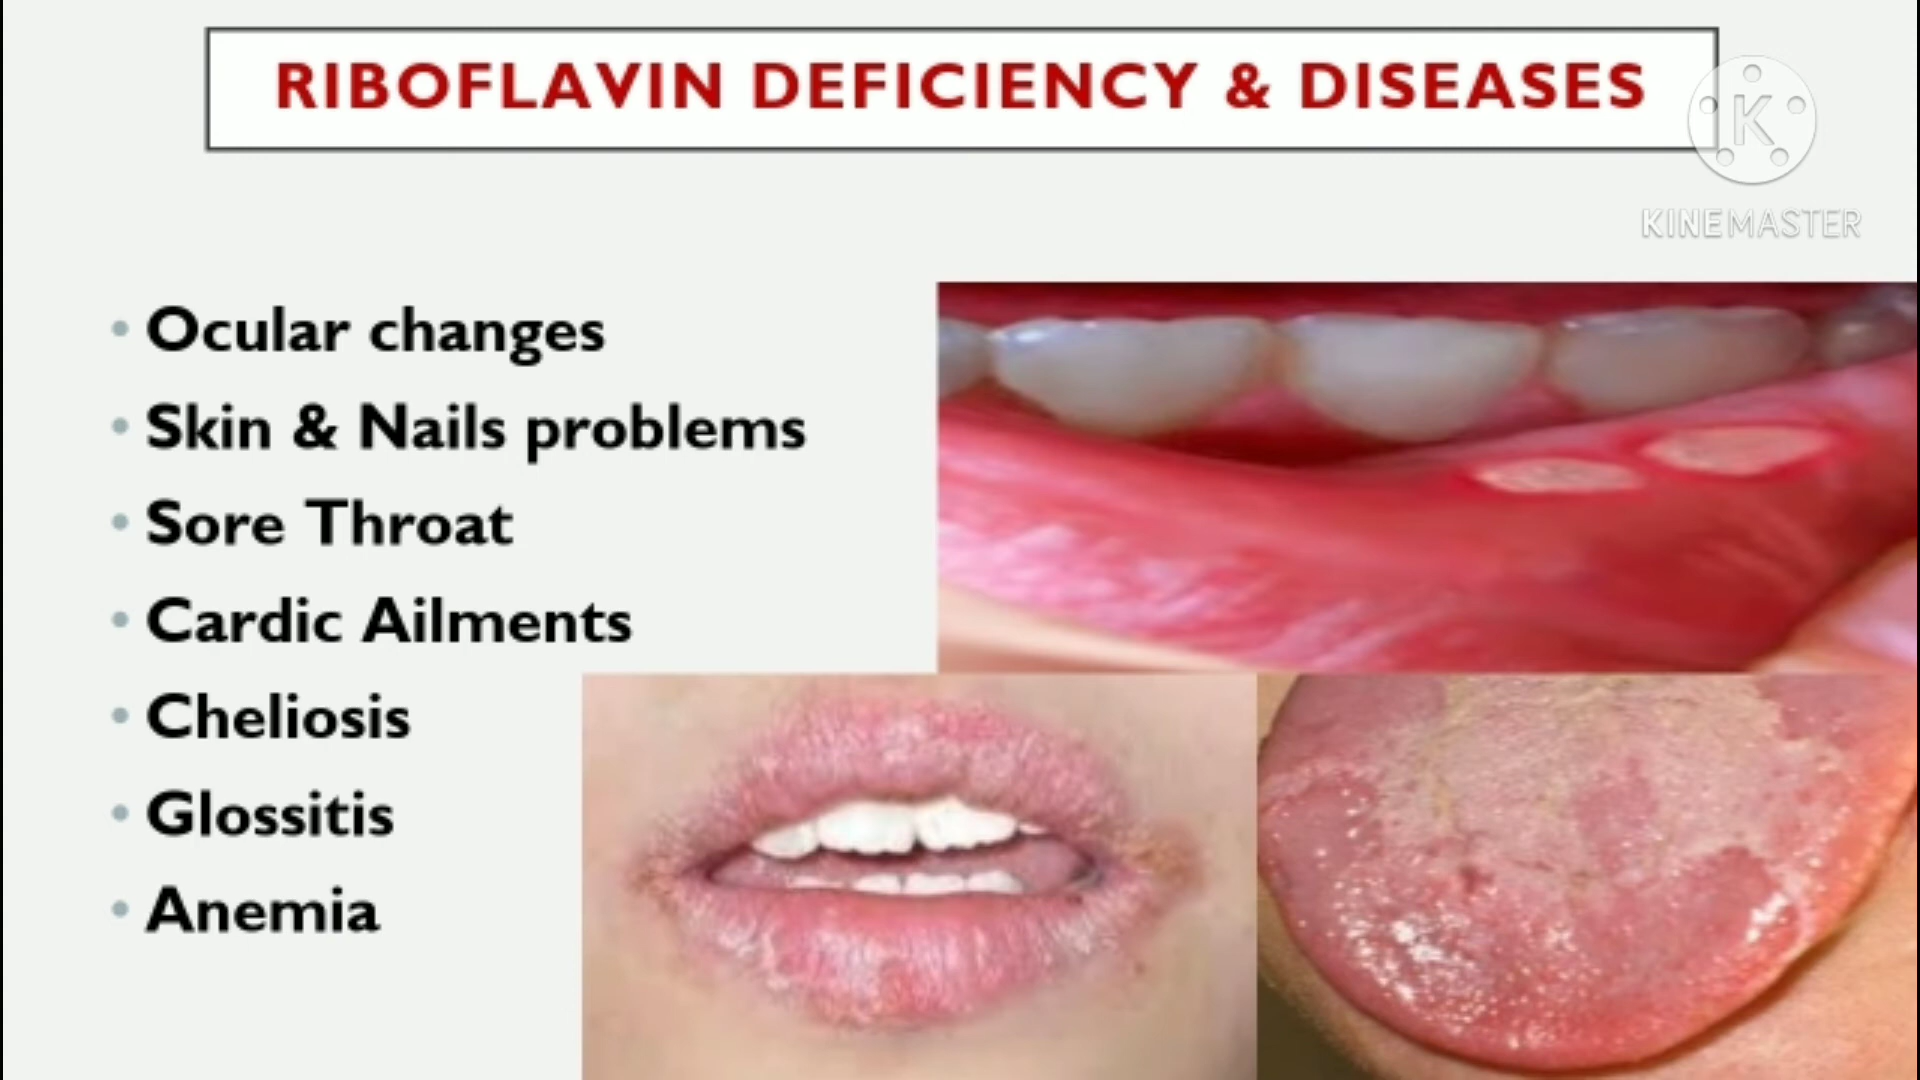 RIBOFLAVIN DEFICIENCY & DISEASES
K
KINEMASTER
• Ocular changes
• Skin & Nails problems
• Sore Throat
• Cardic Ailments
• Cheliosis
• Glossitis
• Anemia